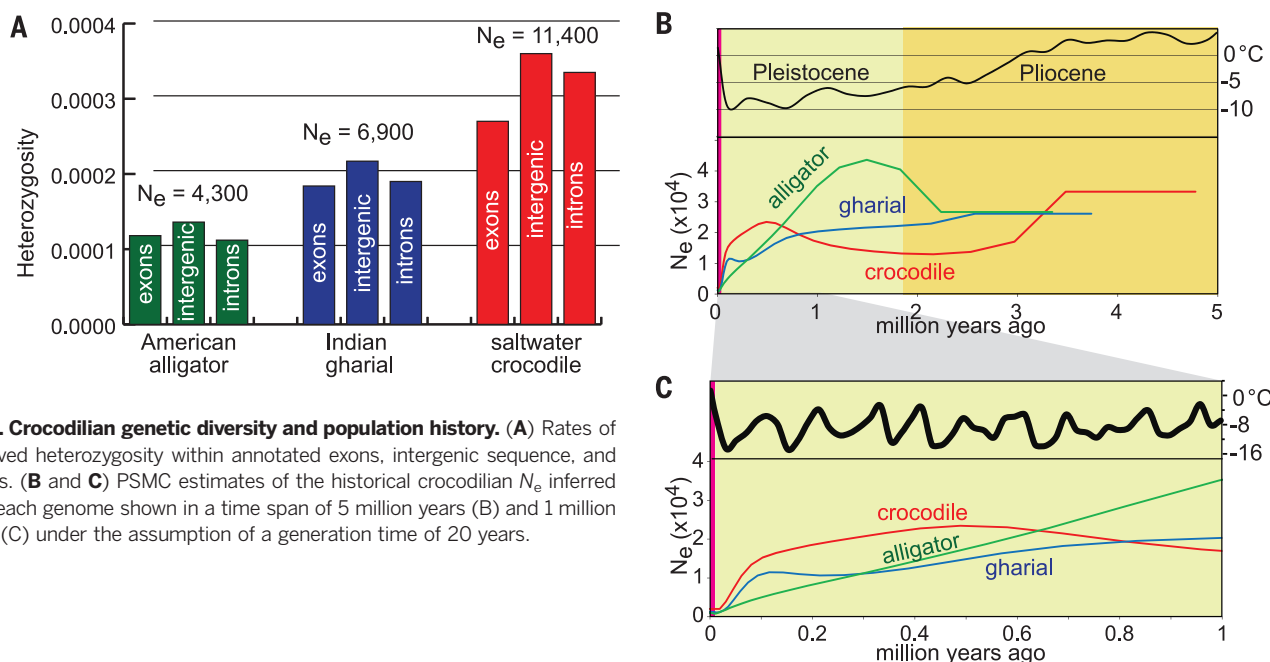 A
0.0004
0.0003
0.0002
0.0001
0.0000
Heterozygosity
Ne = 4,300
Ne = 6,900
Ne = 11,400
exons
intergenic
introns
exons
intergenic
introns
exons
intergenic
introns
American
alligator
Indian
gharial
saltwater
crocodile
. Crocodilian genetic diversity and population history. (A) Rates of
ved heterozygosity within annotated exons, intergenic sequence, and
s. (B and C) PSMC estimates of the historical crocodilian Ne inferred
each genome shown in a time span of 5 million years (B) and 1 million
(C) under the assumption of a generation time of 20 years.
B
Pleistocene
Pliocene
0 °C
-5
-10
Ne (x10⁴)
4
3
2
1
0
alligator
gharial
crocodile
0 1 2 3 4 5
million years ago
C
0 °C
-8
-16
Ne (x10⁴)
4
3
2
1
0
crocodile
alligator
gharial
0 0.2 0.4 0.6 0.8 1
million years ago